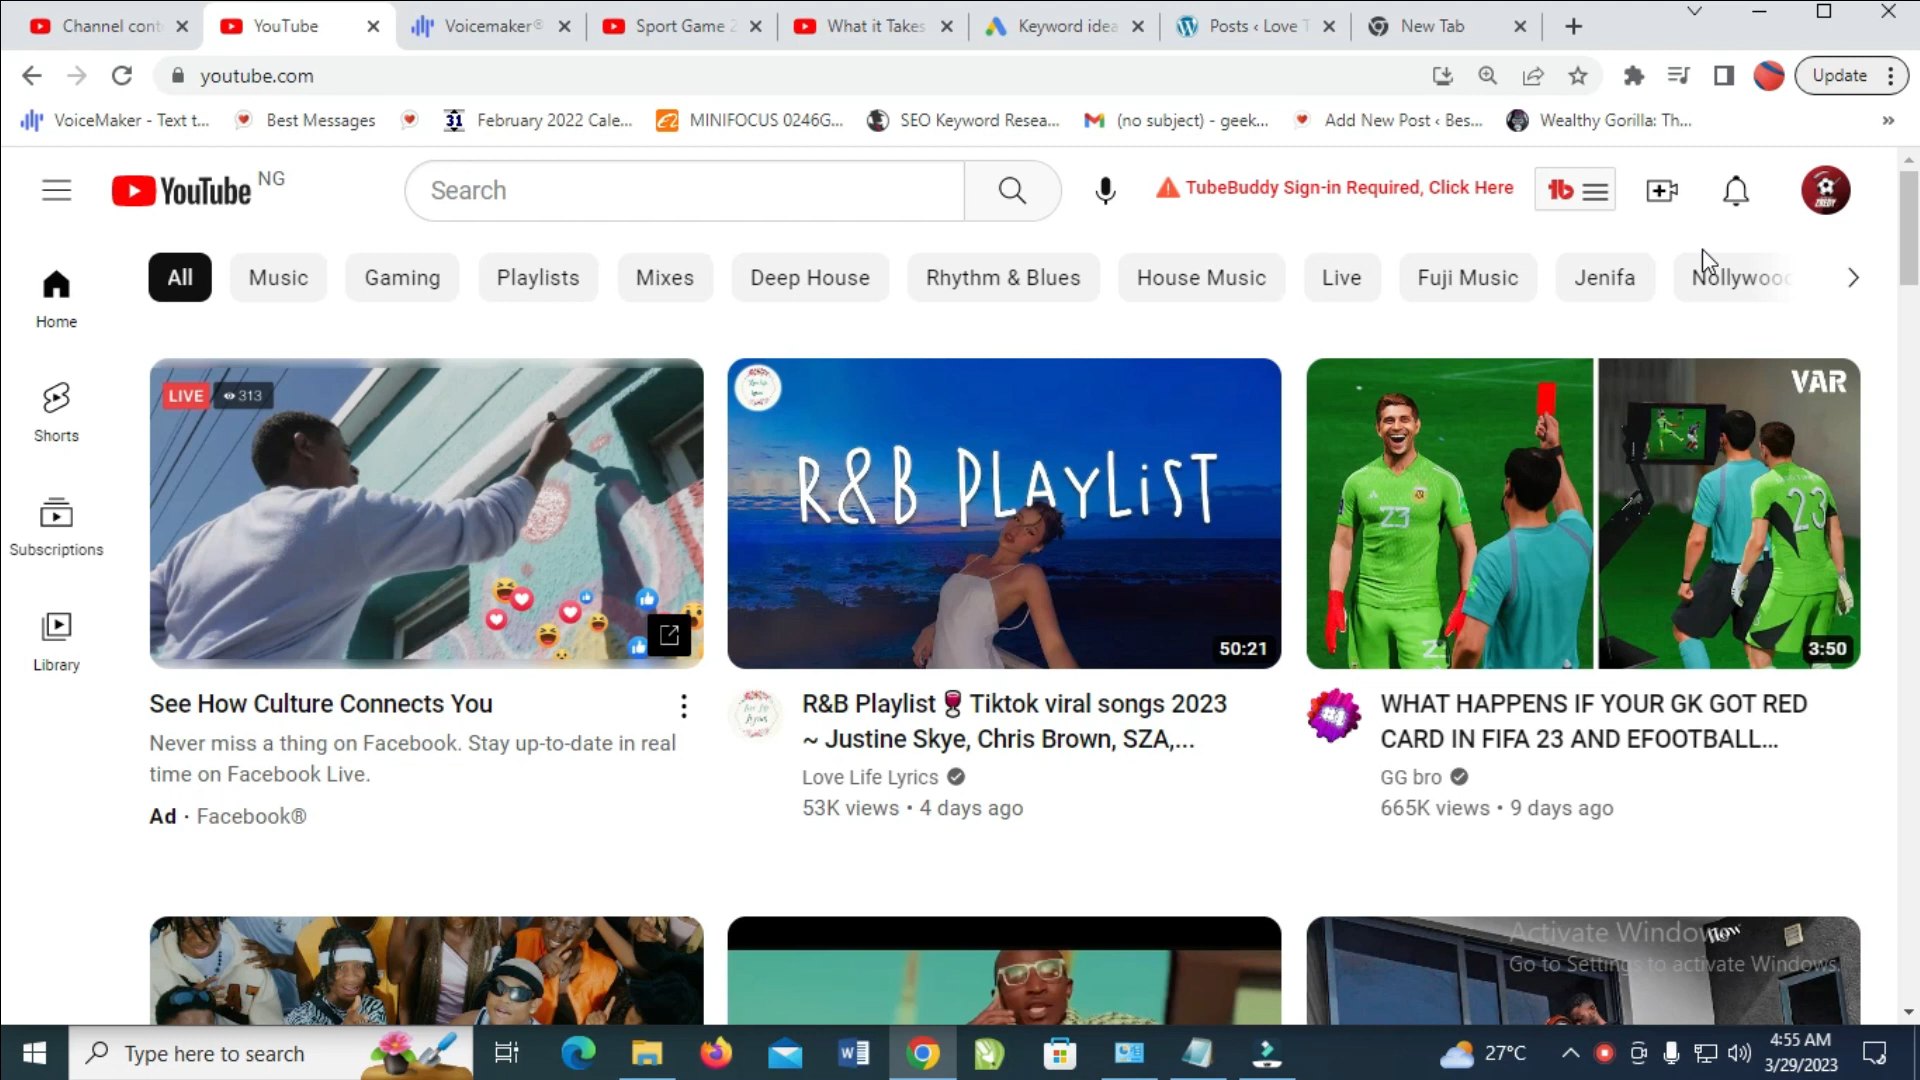 Channel cont
YouTube
Voicemaker®
Sport Game 2
What it Takes
Keyword idea
Posts ‹ Love T
New Tab
youtube.com
Update
VoiceMaker - Text t...
Best Messages
31
February 2022 Cale...
MINIFOCUS 0246G...
SEO Keyword Resea...
(no subject) - geek...
Add New Post ‹ Bes...
Wealthy Gorilla: Th...
»
YouTube NG
Search
TubeBuddy Sign-in Required, Click Here
tb
All
Music
Gaming
Playlists
Mixes
Deep House
Rhythm & Blues
House Music
Live
Fuji Music
Jenifa
Nollywood
Home
Shorts
Subscriptions
Library
LIVE 313
R&B PLAYLiST
50:21
VAR
23
23
3:50
See How Culture Connects You
Never miss a thing on Facebook. Stay up-to-date in real
time on Facebook Live.
Ad · Facebook®
R&B Playlist🍷Tiktok viral songs 2023
~ Justine Skye, Chris Brown, SZA,...
Love Life Lyrics
53K views • 4 days ago
#1
WHAT HAPPENS IF YOUR GK GOT RED
CARD IN FIFA 23 AND EFOOTBALL...
GG bro
665K views • 9 days ago
47
Activate Windows
Go to Settings to activate Windows.
Type here to search
27°C
4:55 AM
3/29/2023